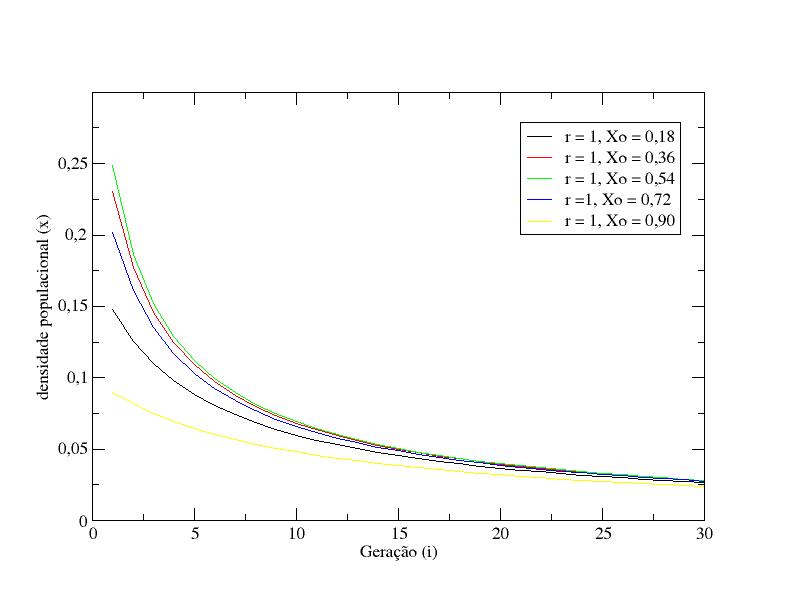 r = 1, Xo = 0,18
r = 1, Xo = 0,36
r = 1, Xo = 0,54
r =1, Xo = 0,72
r = 1, Xo = 0,90
0,25
0,2
0,15
0,1
0,05
0
densidade populacional (x)
0 5 10 15 20 25 30
Geração (i)